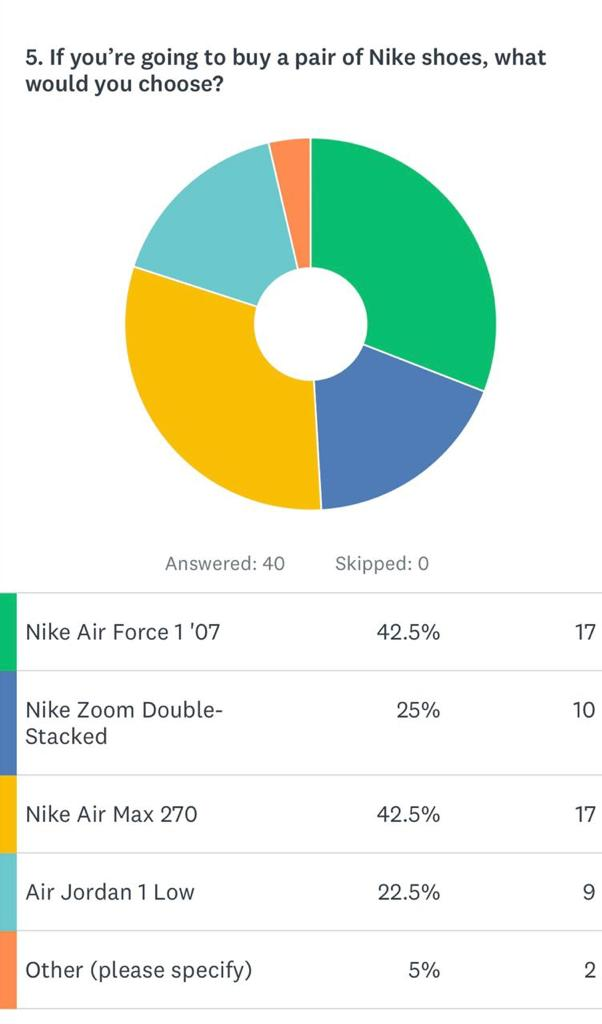 5. If you’re going to buy a pair of Nike shoes, what
would you choose?
Answered: 40 Skipped: 0
Nike Air Force 1 '07 42.5% 17
Nike Zoom Double- 25% 10
Stacked
Nike Air Max 270 42.5% 17
Air Jordan 1 Low 22.5% 9
Other (please specify) 5% 2